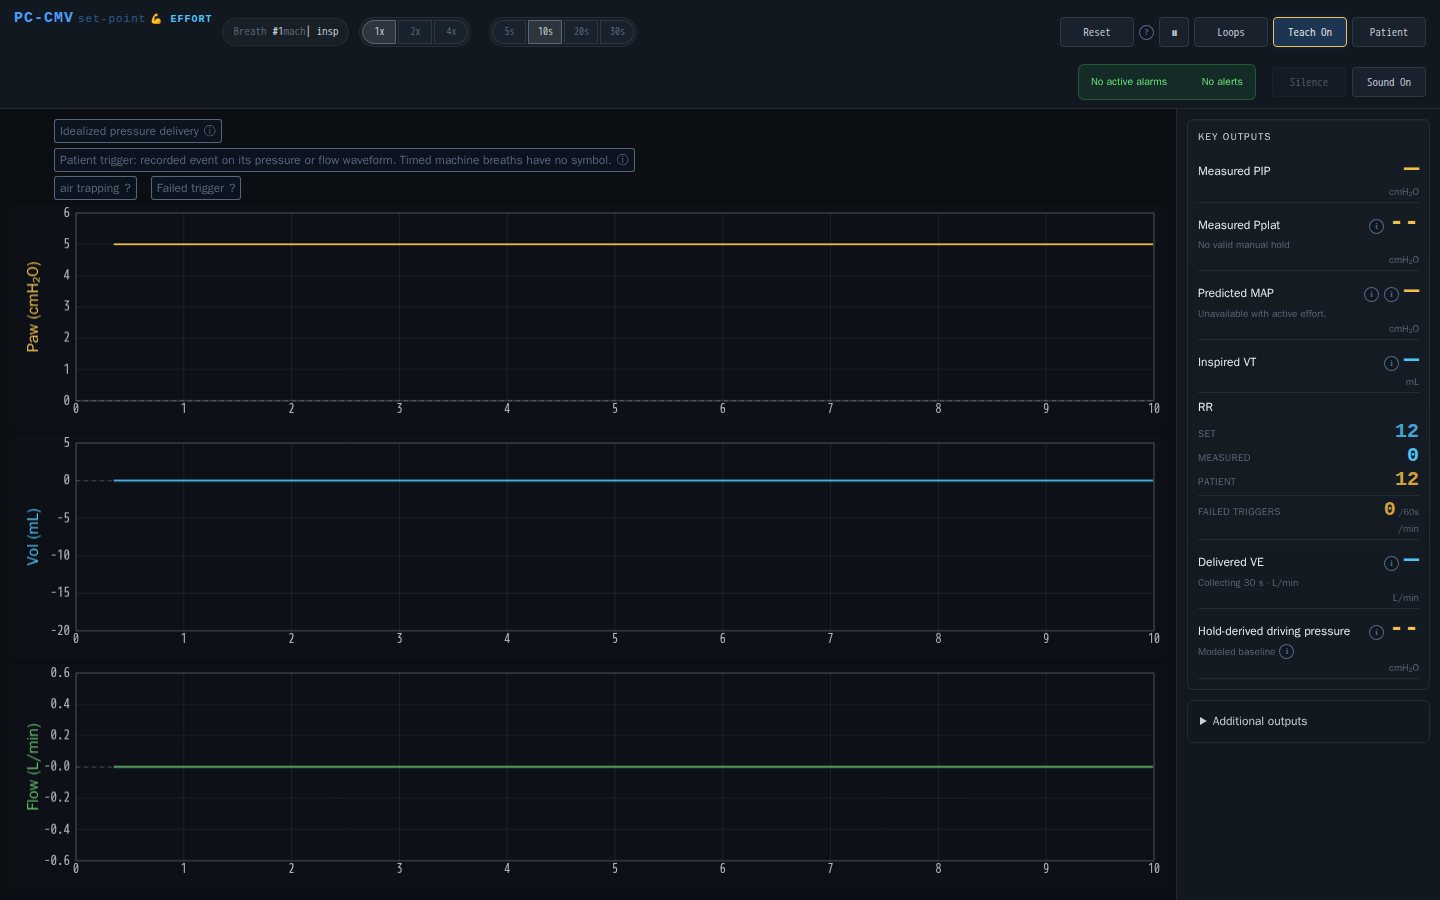 PC-CMV set-point 💪 EFFORT
Breath #1 mach| insp
1x 2x 4x
5s 10s 20s 30s
Reset ? ⏸ Loops Teach On Patient
No active alarms No alerts
Silence Sound On
Idealized pressure delivery ⓘ
Patient trigger: recorded event on its pressure or flow waveform. Timed machine breaths have no symbol. ⓘ
air trapping ? Failed trigger ?
Paw (cmH₂O)
6
5
4
3
2
1
0
0 1 2 3 4 5 6 7 8 9 10
Vol (mL)
5
0
-5
-10
-15
-20
0 1 2 3 4 5 6 7 8 9 10
Flow (L/min)
0.6
0.4
0.2
-0.0
-0.2
-0.4
-0.6
0 1 2 3 4 5 6 7 8 9 10
KEY OUTPUTS
Measured PIP —
cmH₂O
Measured Pplat i --
No valid manual hold
cmH₂O
Predicted MAP i i —
Unavailable with active effort.
cmH₂O
Inspired VT i —
mL
RR
SET 12
MEASURED 0
PATIENT 12
FAILED TRIGGERS 0 /60s
/min
Delivered VE i —
Collecting 30 s · L/min
L/min
Hold-derived driving pressure i --
Modeled baseline i
cmH₂O
▶ Additional outputs